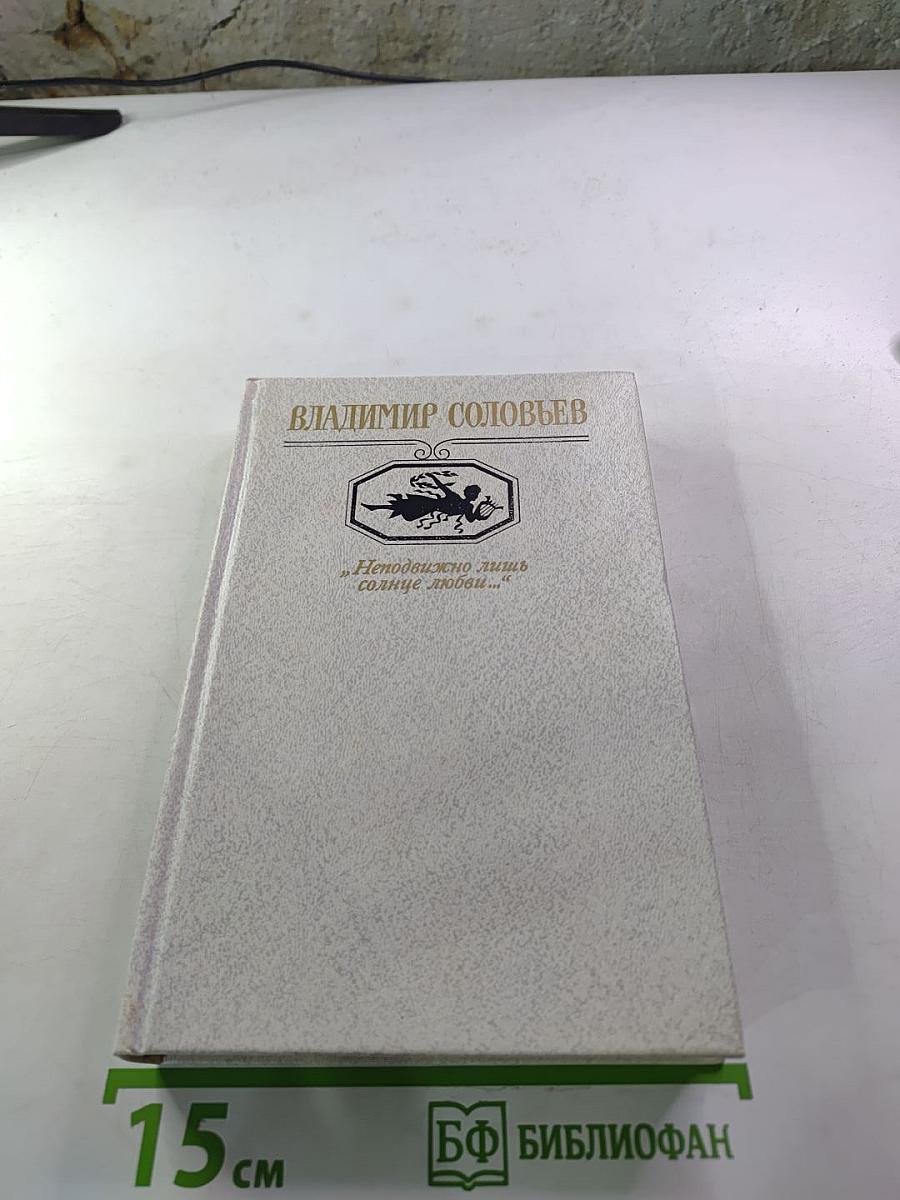 ВЛАДИМИР СОЛОВЬЕВ
„Неподвижно лишь
солнце любви...“
15 см
БФ БИБЛИОФАН